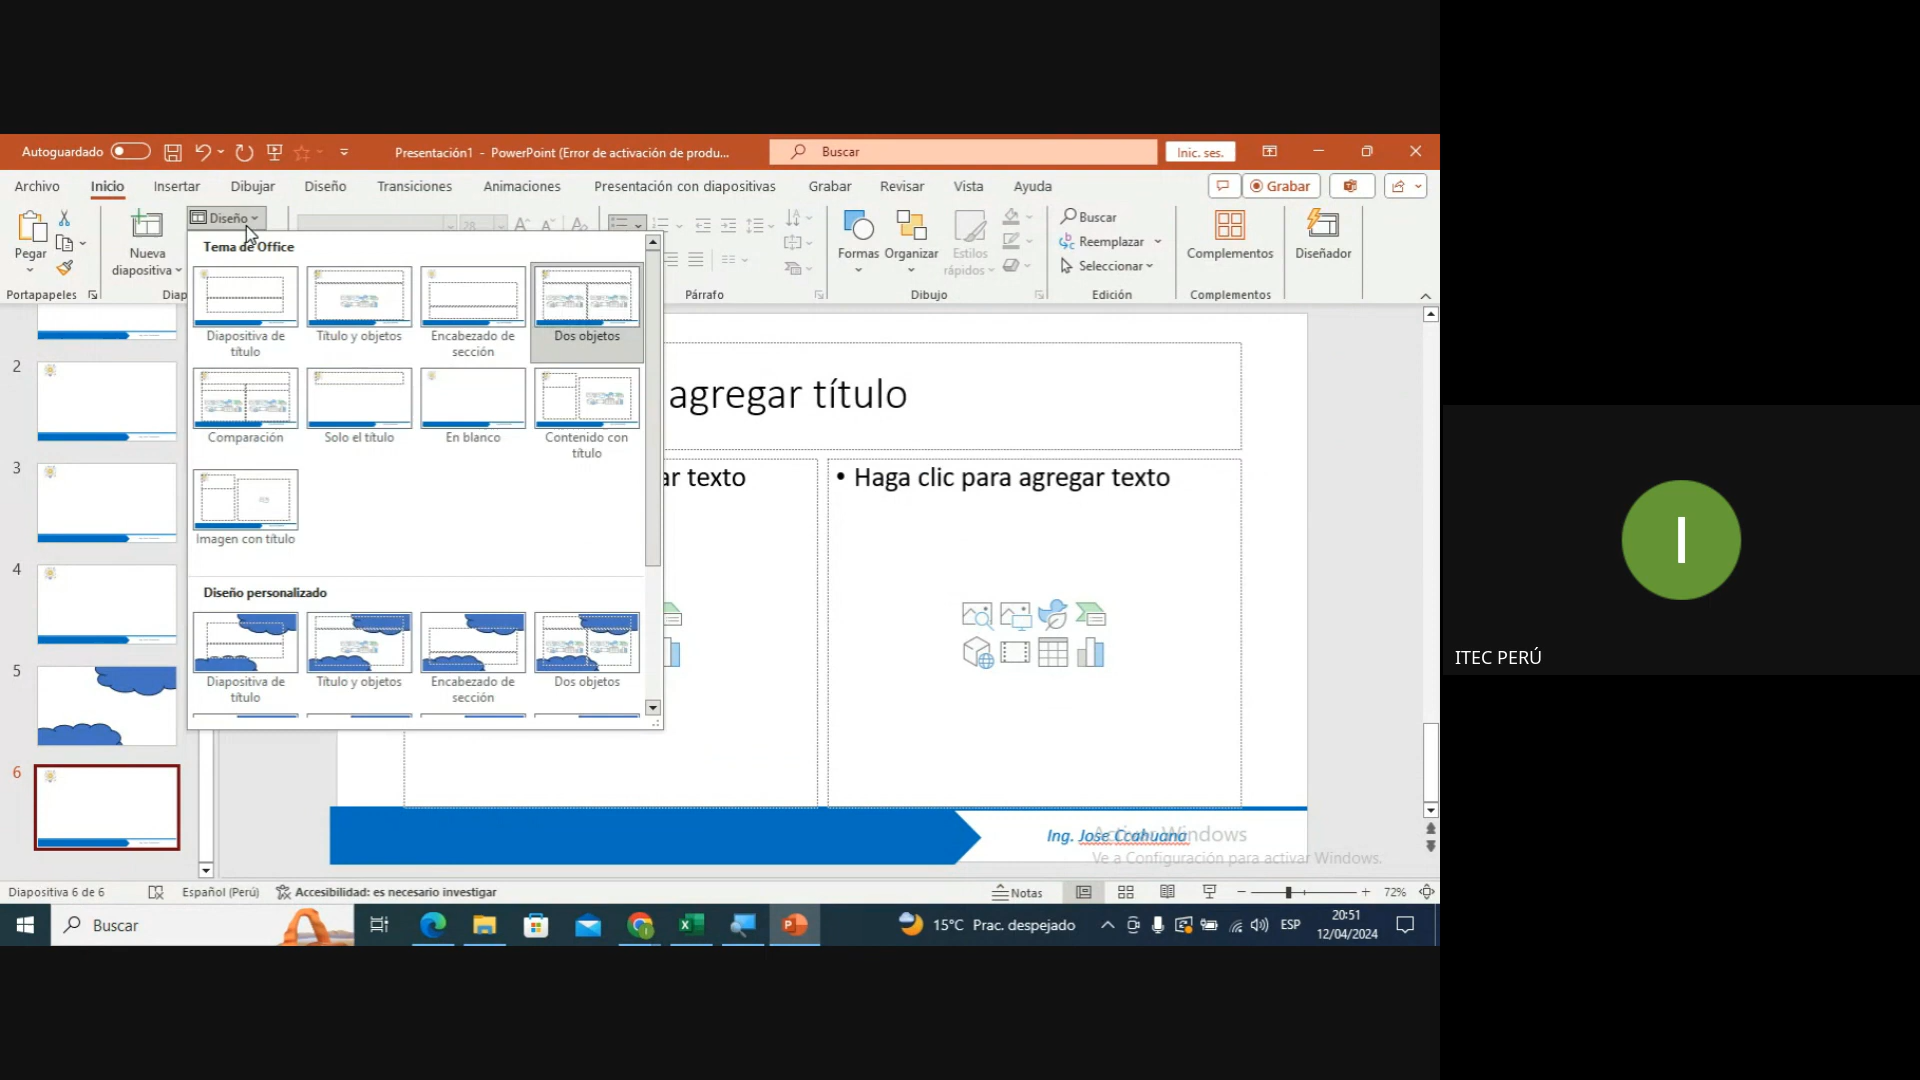 Autoguardado
Presentación1 - PowerPoint (Error de activación de produ...
Buscar
Inic. ses.
Archivo
Inicio
Insertar
Dibujar
Diseño
Transiciones
Animaciones
Presentación con diapositivas
Grabar
Revisar
Vista
Ayuda
Grabar
Pegar
Portapapeles
Nueva
diapositiva
Diap
Diseño
28
Párrafo
Formas
Organizar
Estilos
rápidos
Dibujo
Buscar
Reemplazar
Seleccionar
Edición
Complementos
Complementos
Diseñador
Tema de Office
Diapositiva de
título
Título y objetos
Encabezado de
sección
Dos objetos
Comparación
Solo el título
En blanco
Contenido con
título
Imagen con título
Diseño personalizado
Diapositiva de
título
Título y objetos
Encabezado de
sección
Dos objetos
2
3
4
5
6
agregar título
ar texto
• Haga clic para agregar texto
Ing. Jose Ccahuana
Activar Windows
Ve a Configuración para activar Windows.
Diapositiva 6 de 6
Español (Perú)
Accesibilidad: es necesario investigar
Notas
72%
Buscar
15°C Prac. despejado
ESP
20:51
12/04/2024
I
ITEC PERÚ